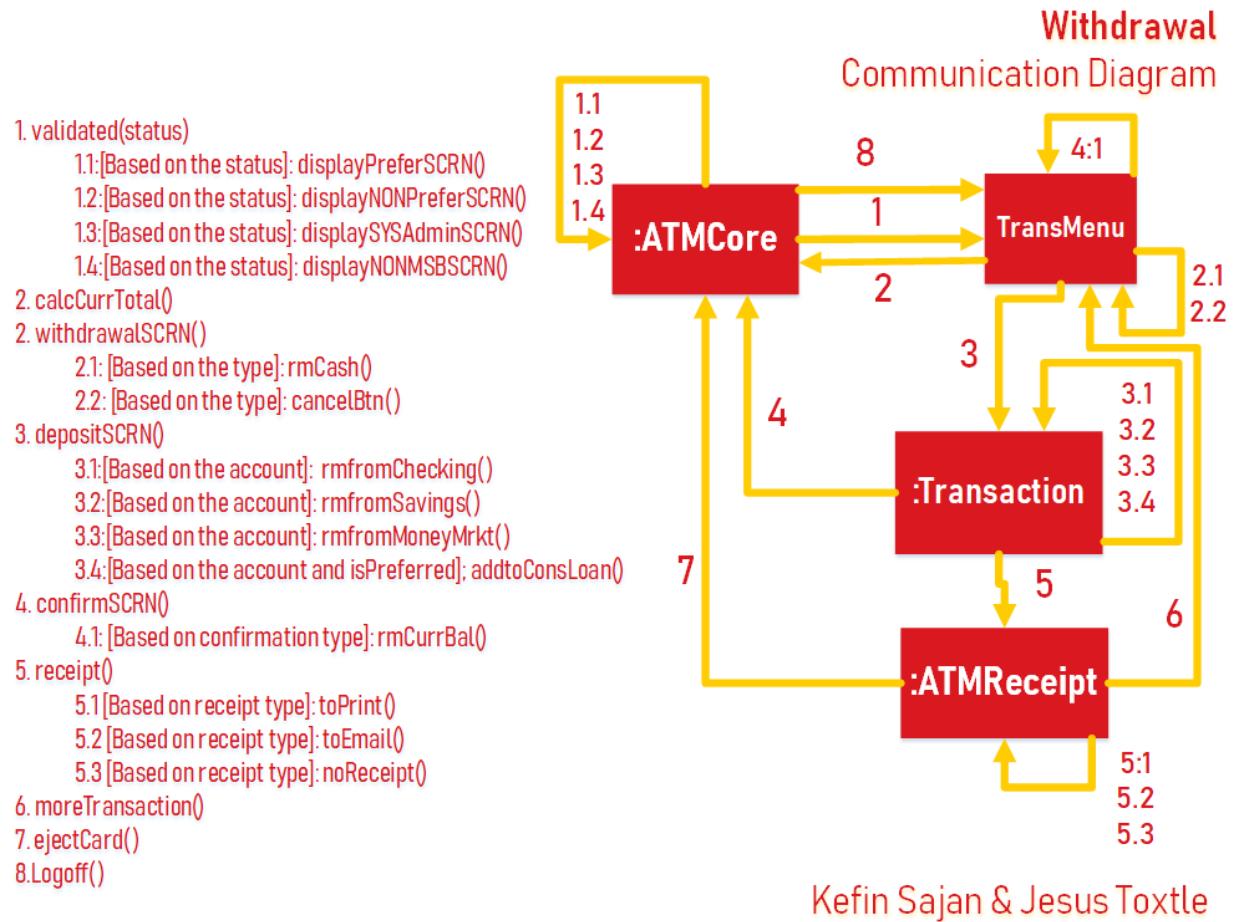 Withdrawal
Communication Diagram
1. validated(status)
1.1:[Based on the status]: displayPreferSCRN()
1.2:[Based on the status]: displayNONPreferSCRN()
1.3:[Based on the status]: displaySYSAdminSCRN()
1.4:[Based on the status]: displayNONMSBSCRN()
2. calcCurrTotal()
2. withdrawalSCRN()
2.1: [Based on the type]: rmCash()
2.2: [Based on the type]: cancelBtn()
3. depositSCRN()
3.1:[Based on the account]: rmfromChecking()
3.2:[Based on the account]: rmfromSavings()
3.3:[Based on the account]: rmfromMoneyMrkt()
3.4:[Based on the account and isPreferred]; addtoConsLoan()
4. confirmSCRN()
4.1: [Based on confirmation type]: rmCurrBal()
5. receipt()
5.1 [Based on receipt type]: toPrint()
5.2 [Based on receipt type]: toEmail()
5.3 [Based on receipt type]: noReceipt()
6. moreTransaction()
7. ejectCard()
8.Logoff()
1.1
1.2
1.3
1.4
:ATMCore
8
1
2
4:1
TransMenu
2.1
2.2
3
4
3.1
3.2
3.3
3.4
:Transaction
5
6
7
:ATMReceipt
5:1
5.2
5.3
Kefin Sajan & Jesus Toxtle